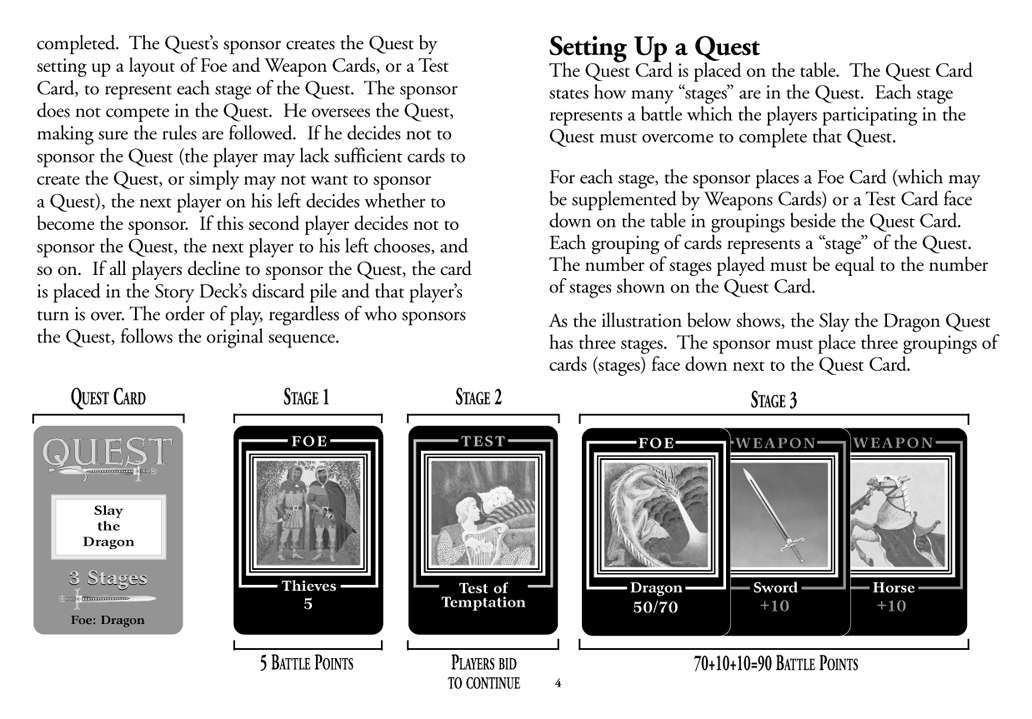 completed.  The Quest's sponsor creates the Quest by
setting up a layout of Foe and Weapon Cards, or a Test
Card, to represent each stage of the Quest.  The sponsor
does not compete in the Quest.  He oversees the Quest,
making sure the rules are followed.  If he decides not to
sponsor the Quest (the player may lack sufficient cards to
create the Quest, or simply may not want to sponsor
a Quest), the next player on his left decides whether to
become the sponsor.  If this second player decides not to
sponsor the Quest, the next player to his left chooses, and
so on.  If all players decline to sponsor the Quest, the card
is placed in the Story Deck's discard pile and that player's
turn is over. The order of play, regardless of who sponsors
the Quest, follows the original sequence.
Setting Up a Quest
The Quest Card is placed on the table.  The Quest Card
states how many “stages” are in the Quest.  Each stage
represents a battle which the players participating in the
Quest must overcome to complete that Quest.
For each stage, the sponsor places a Foe Card (which may
be supplemented by Weapons Cards) or a Test Card face
down on the table in groupings beside the Quest Card.
Each grouping of cards represents a “stage” of the Quest.
The number of stages played must be equal to the number
of stages shown on the Quest Card.
As the illustration below shows, the Slay the Dragon Quest
has three stages.  The sponsor must place three groupings of
cards (stages) face down next to the Quest Card.
QUEST CARD
QUEST
Slay
the
Dragon
3 Stages
Foe: Dragon
STAGE 1
FOE
Thieves
5
5 BATTLE POINTS
STAGE 2
TEST
Test of
Temptation
PLAYERS BID
TO CONTINUE
STAGE 3
FOE
Dragon
50/70
WEAPON
Sword
+10
WEAPON
Horse
+10
70+10+10=90 BATTLE POINTS
4